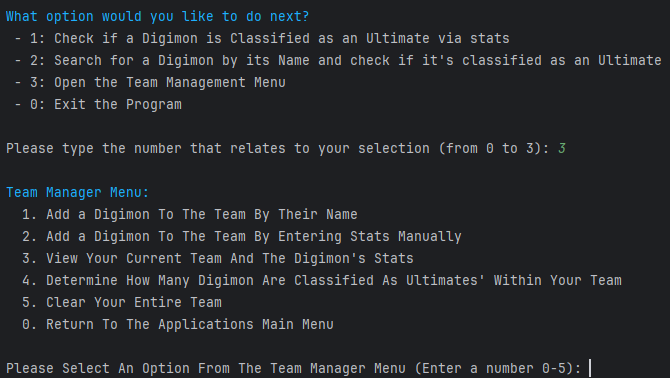 What option would you like to do next?
- 1: Check if a Digimon is Classified as an Ultimate via stats
- 2: Search for a Digimon by its Name and check if it's classified as an Ultimate
- 3: Open the Team Management Menu
- 0: Exit the Program
Please type the number that relates to your selection (from 0 to 3): 3
Team Manager Menu:
1. Add a Digimon To The Team By Their Name
2. Add a Digimon To The Team By Entering Stats Manually
3. View Your Current Team And The Digimon's Stats
4. Determine How Many Digimon Are Classified As Ultimates' Within Your Team
5. Clear Your Entire Team
0. Return To The Applications Main Menu
Please Select An Option From The Team Manager Menu (Enter a number 0-5):